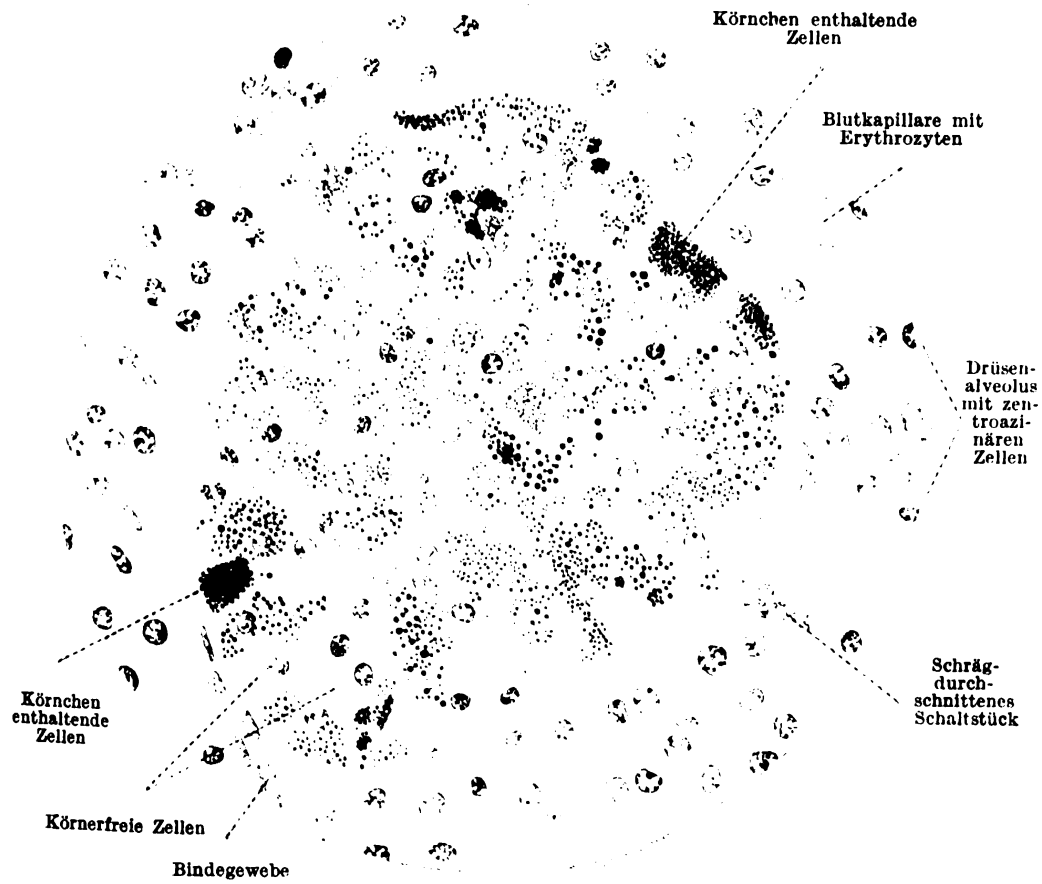 Körnchen enthaltende
Zellen
Blutkapillare mit
Erythrozyten
Drüsen-
alveolus
mit zen-
troazi-
nären
Zellen
Schräg-
durch-
schnittenes
Schaltstück
Körnchen
enthaltende
Zellen
Körnerfreie Zellen
Bindegewebe